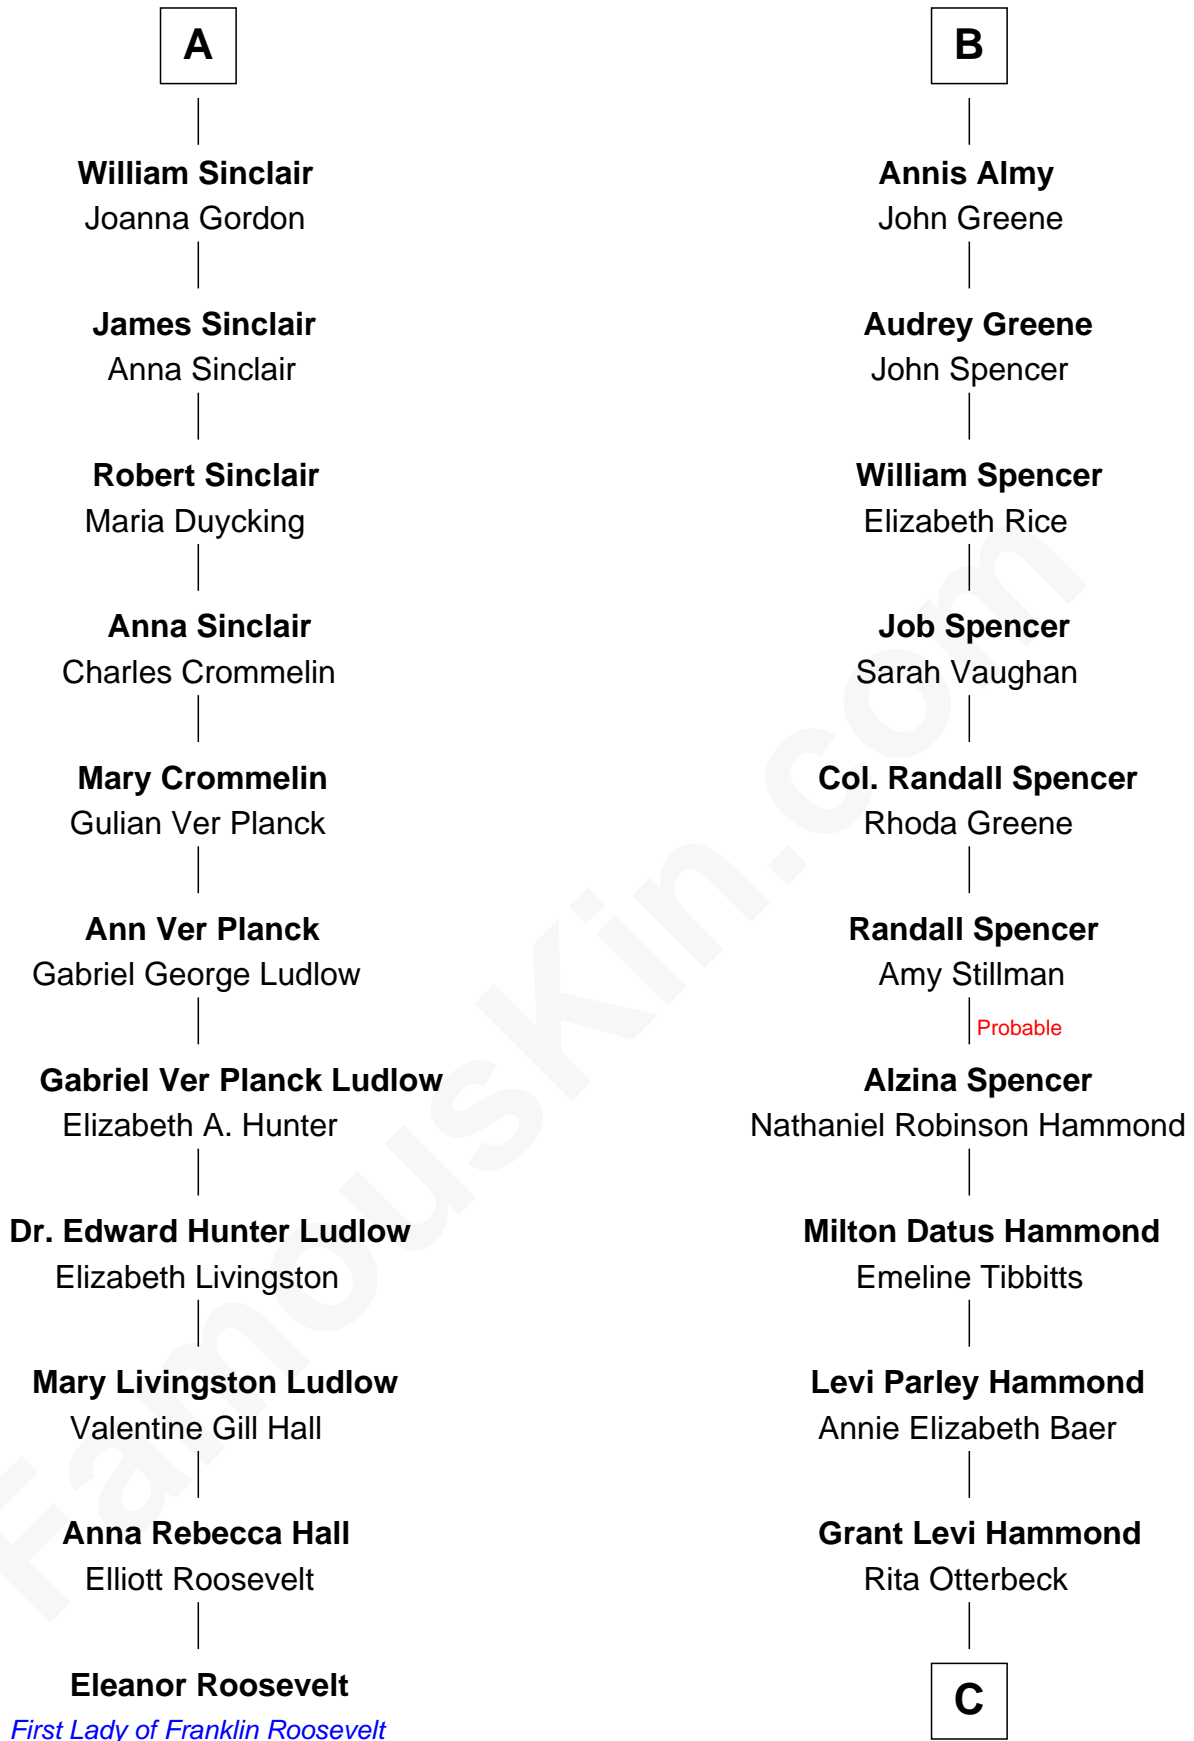 A
William Sinclair
Joanna Gordon
James Sinclair
Anna Sinclair
Robert Sinclair
Maria Duycking
Anna Sinclair
Charles Crommelin
Mary Crommelin
Gulian Ver Planck
Ann Ver Planck
Gabriel George Ludlow
Gabriel Ver Planck Ludlow
Elizabeth A. Hunter
Dr. Edward Hunter Ludlow
Elizabeth Livingston
Mary Livingston Ludlow
Valentine Gill Hall
Anna Rebecca Hall
Elliott Roosevelt
Eleanor Roosevelt
First Lady of Franklin Roosevelt
B
Annis Almy
John Greene
Audrey Greene
John Spencer
William Spencer
Elizabeth Rice
Job Spencer
Sarah Vaughan
Col. Randall Spencer
Rhoda Greene
Randall Spencer
Amy Stillman
Probable
Alzina Spencer
Nathaniel Robinson Hammond
Milton Datus Hammond
Emeline Tibbitts
Levi Parley Hammond
Annie Elizabeth Baer
Grant Levi Hammond
Rita Otterbeck
C
FamousKin.com